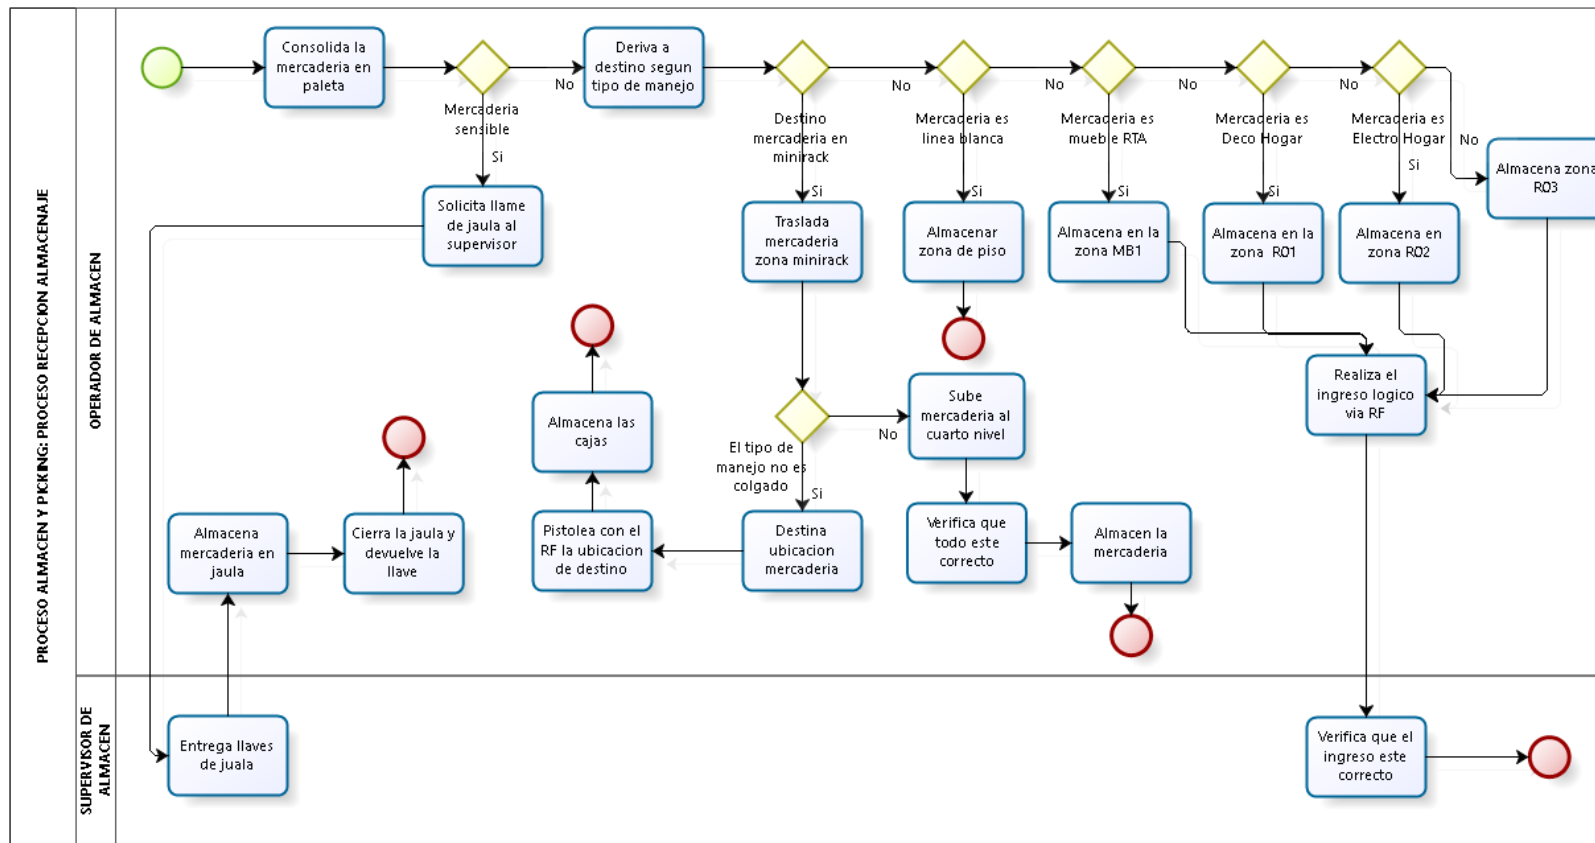 PROCESO ALMACEN Y PICKING: PROCESO RECEPCION ALMACENAJE
OPERADOR DE ALMACEN
Consolida la
mercaderia en
paleta
Mercaderia
sensible
No
Si
Deriva a
destino segun
tipo de manejo
Destino
mercaderia en
minirack
No
Si
Mercaderia es
linea blanca
No
Si
Mercaderia es
mueble RTA
No
Si
Mercaderia es
Deco Hogar
No
Si
Mercaderia es
Electro Hogar
No
Si
Almacena zona
RO3
Solicita llame
de jaula al
supervisor
Traslada
mercaderia
zona minirack
Almacenar
zona de piso
Almacena en la
zona MB1
Almacena en la
zona RO1
Almacena en
zona RO2
Realiza el
ingreso logico
via RF
Almacena las
cajas
El tipo de
manejo no es
colgado
No
Si
Sube
mercaderia al
cuarto nivel
Almacena
mercaderia en
jaula
Cierra la jaula y
devuelve la
llave
Pistolea con el
RF la ubicacion
de destino
Destina
ubicacion
mercaderia
Verifica que
todo este
correcto
Almacen la
mercaderia
SUPERVISOR DE
ALMACEN
Entrega llaves
de juala
Verifica que el
ingreso este
correcto